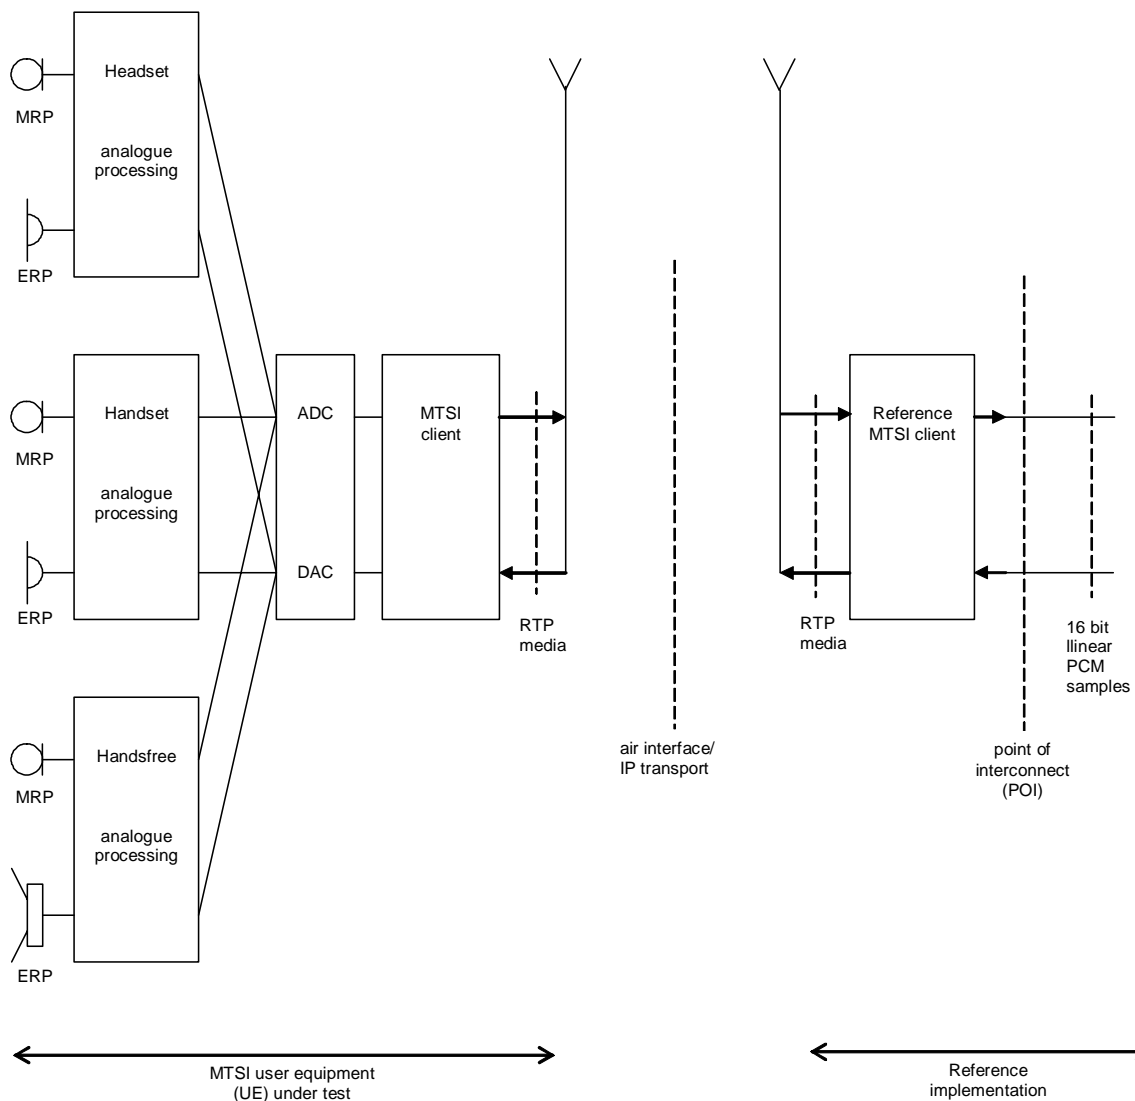 Headset
MRP
analogue
processing
ERP
Handset
MRP
analogue
processing
ERP
Handsfree
MRP
analogue
processing
ERP
ADC
DAC
MTSI
client
RTP
media
air interface/
IP transport
RTP
media
Reference
MTSI client
point of
interconnect
(POI)
16 bit
llinear
PCM
samples
MTSI user equipment
(UE) under test
Reference
implementation